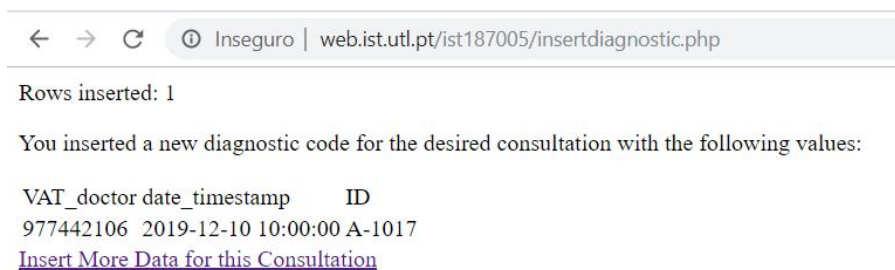 Inseguro | web.ist.utl.pt/ist187005/insertdiagnostic.php
Rows inserted: 1
You inserted a new diagnostic code for the desired consultation with the following values:
VAT_doctor date_timestamp ID
977442106 2019-12-10 10:00:00 A-1017
Insert More Data for this Consultation